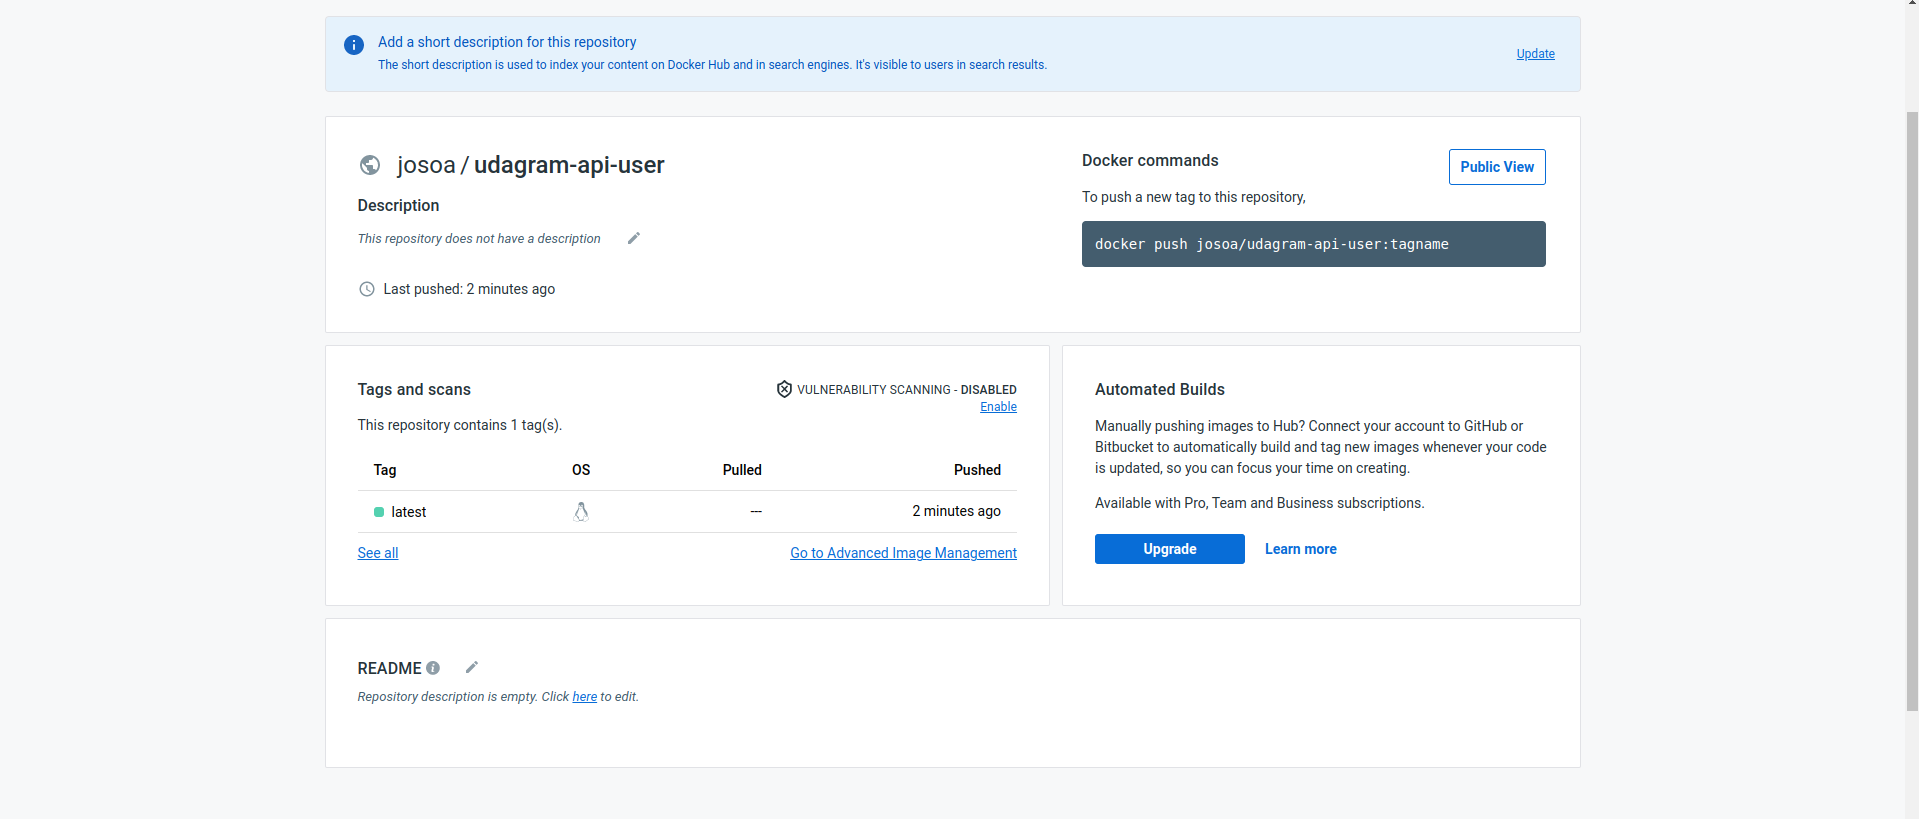 Add a short description for this repository
The short description is used to index your content on Docker Hub and in search engines. It's visible to users in search results.
Update
josoa / udagram-api-user
Description
This repository does not have a description
Last pushed: 2 minutes ago
Docker commands
Public View
To push a new tag to this repository,
docker push josoa/udagram-api-user:tagname
Tags and scans
VULNERABILITY SCANNING - DISABLED
Enable
This repository contains 1 tag(s).
Tag OS Pulled Pushed
latest --- 2 minutes ago
See all Go to Advanced Image Management
Automated Builds
Manually pushing images to Hub? Connect your account to GitHub or
Bitbucket to automatically build and tag new images whenever your code
is updated, so you can focus your time on creating.
Available with Pro, Team and Business subscriptions.
Upgrade Learn more
README
Repository description is empty. Click here to edit.